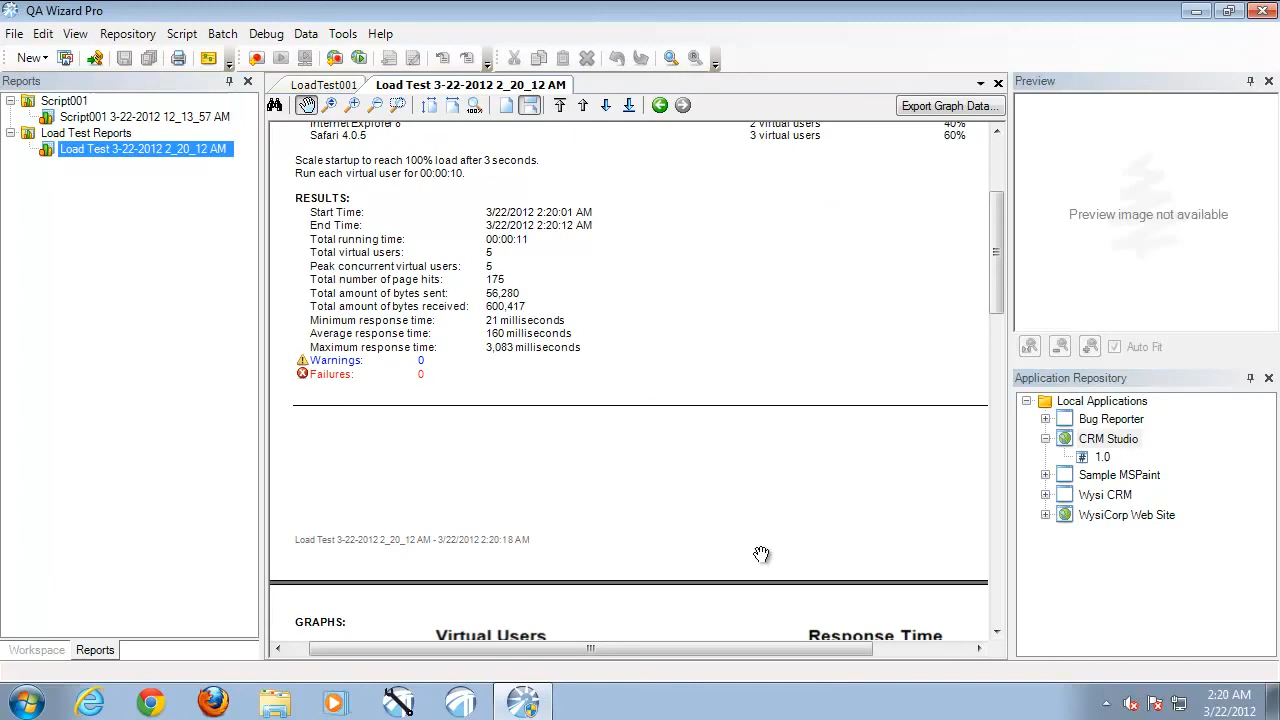 QA Wizard Pro
File Edit View Repository Script Batch Debug Data Tools Help
New
Reports
LoadTest001
Load Test 3-22-2012 2_20_12 AM
Preview
Script001
Script001 3-22-2012 12_13_57 AM
Load Test Reports
Load Test 3-22-2012 2_20_12 AM
Export Graph Data...
Internet Explorer 8 2 virtual users 40%
Safari 4.0.5 3 virtual users 60%
Scale startup to reach 100% load after 3 seconds.
Run each virtual user for 00:00:10.
RESULTS:
Start Time: 3/22/2012 2:20:01 AM
End Time: 3/22/2012 2:20:12 AM
Total running time: 00:00:11
Total virtual users: 5
Peak concurrent virtual users: 5
Total number of page hits: 175
Total amount of bytes sent: 56,280
Total amount of bytes received: 600,417
Minimum response time: 21 milliseconds
Average response time: 160 milliseconds
Maximum response time: 3,083 milliseconds
Warnings: 0
Failures: 0
Load Test 3-22-2012 2_20_12 AM - 3/22/2012 2:20:18 AM
GRAPHS:
Virtual Users Response Time
Preview image not available
Auto Fit
Application Repository
Local Applications
Bug Reporter
CRM Studio
# 1.0
Sample MSPaint
Wysi CRM
WysiCorp Web Site
Workspace Reports
2:20 AM
3/22/2012